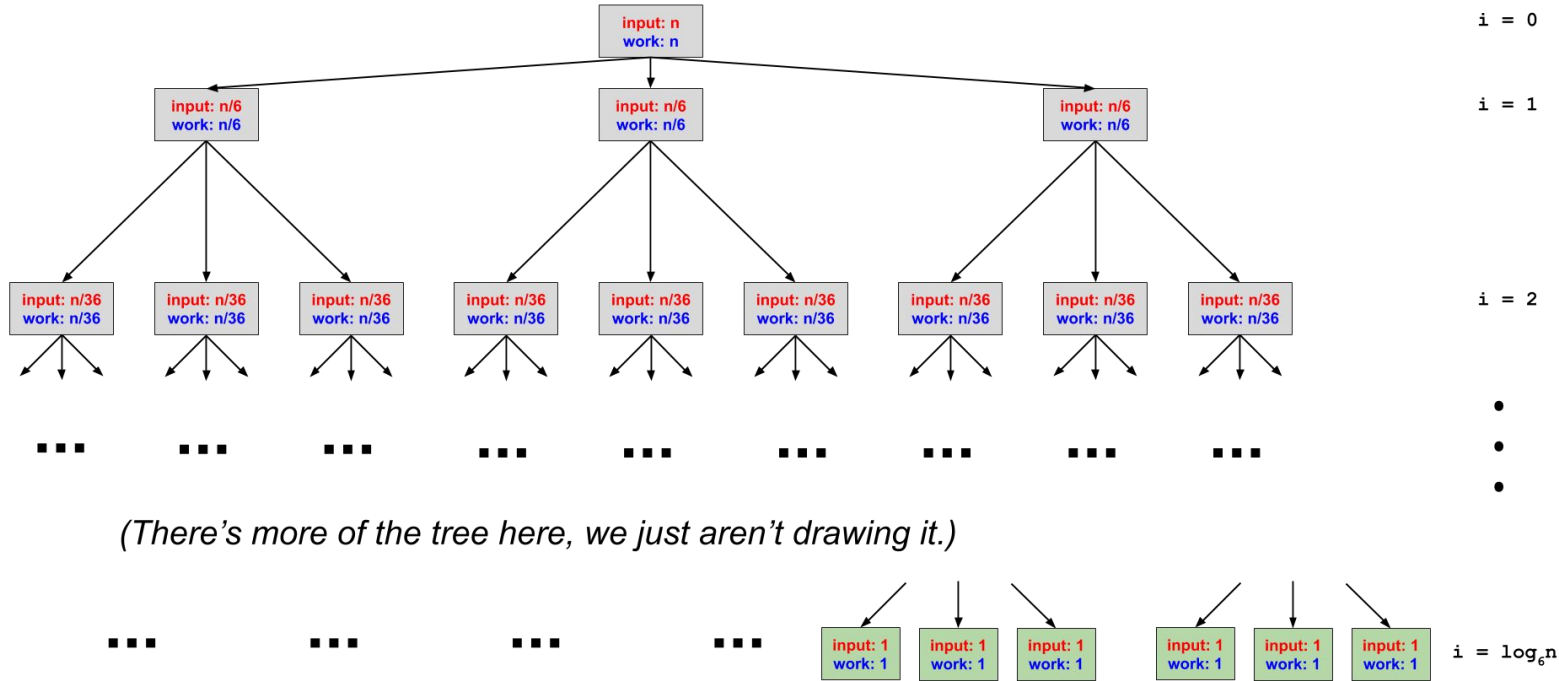 input: n
work: n
i = 0
input: n/6
work: n/6
input: n/6
work: n/6
input: n/6
work: n/6
i = 1
input: n/36
work: n/36
input: n/36
work: n/36
input: n/36
work: n/36
input: n/36
work: n/36
input: n/36
work: n/36
input: n/36
work: n/36
input: n/36
work: n/36
input: n/36
work: n/36
input: n/36
work: n/36
i = 2
(There’s more of the tree here, we just aren’t drawing it.)
input: 1
work: 1
input: 1
work: 1
input: 1
work: 1
input: 1
work: 1
input: 1
work: 1
input: 1
work: 1
i = log₆n